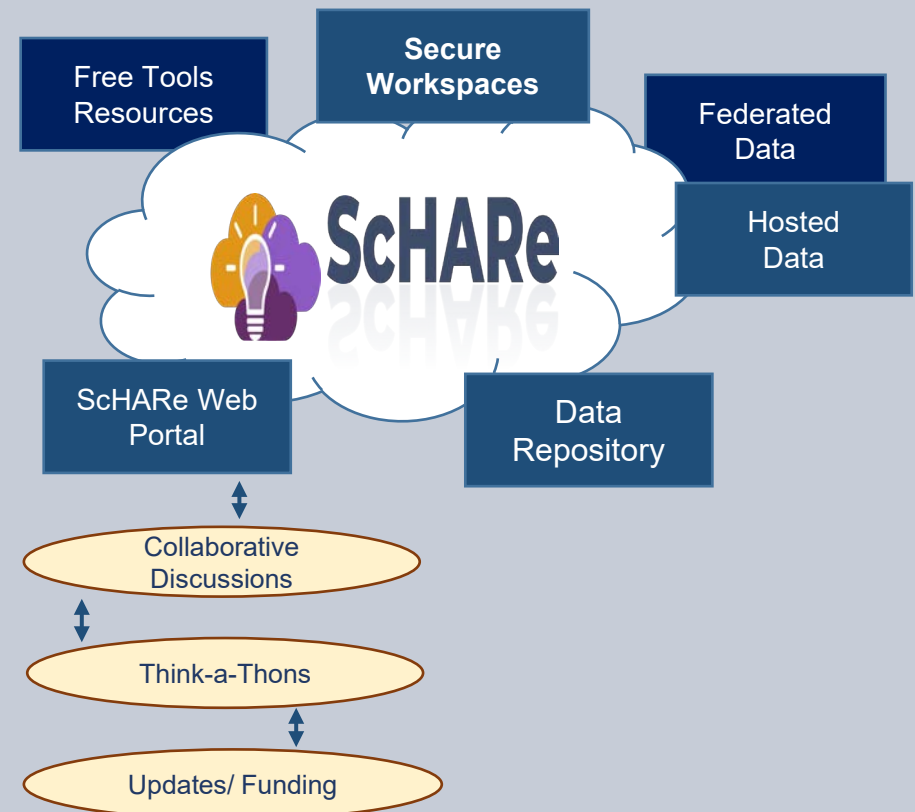 Free Tools
Resources
Secure
Workspaces
Federated
Data
Hosted
Data
ScHARe
ScHARe Web
Portal
Data
Repository
Collaborative
Discussions
Think-a-Thons
Updates/ Funding